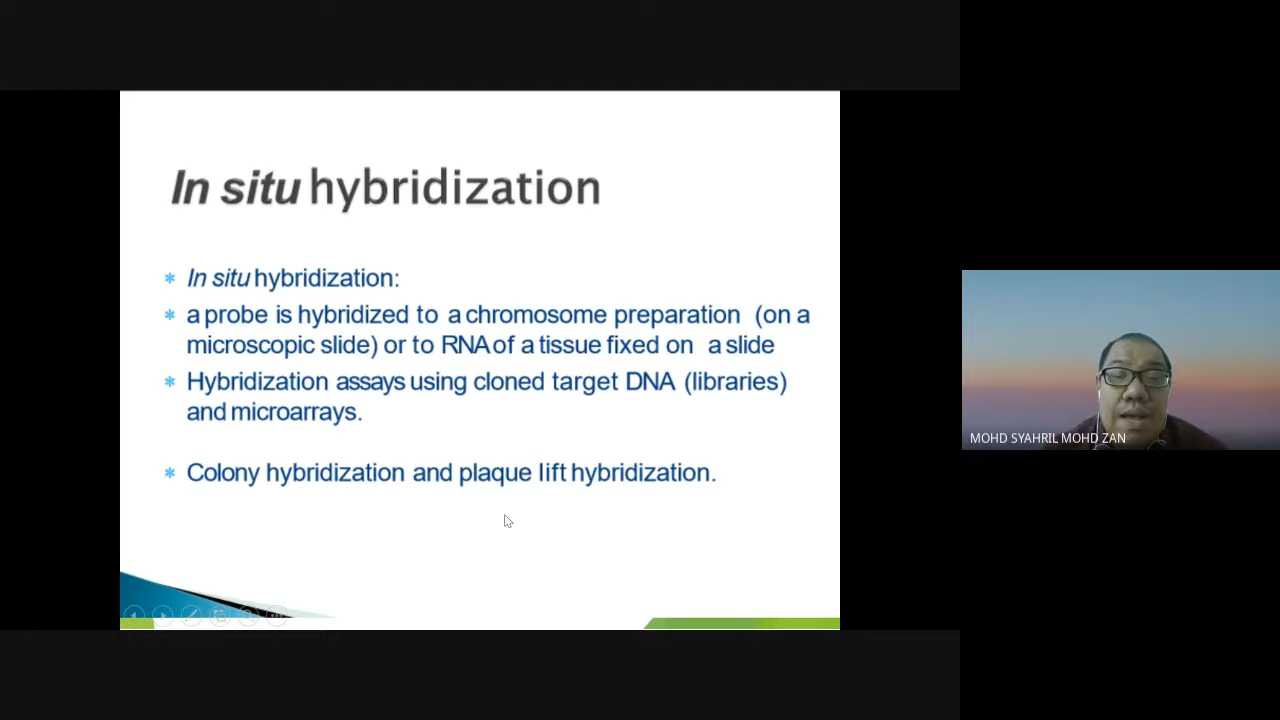 In situ hybridization
In situ hybridization:
a probe is hybridized to a chromosome preparation (on a
microscopic slide) or to RNA of a tissue fixed on a slide
Hybridization assays using cloned target DNA (libraries)
and microarrays.
Colony hybridization and plaque lift hybridization.
MOHD SYAHRIL MOHD ZAN